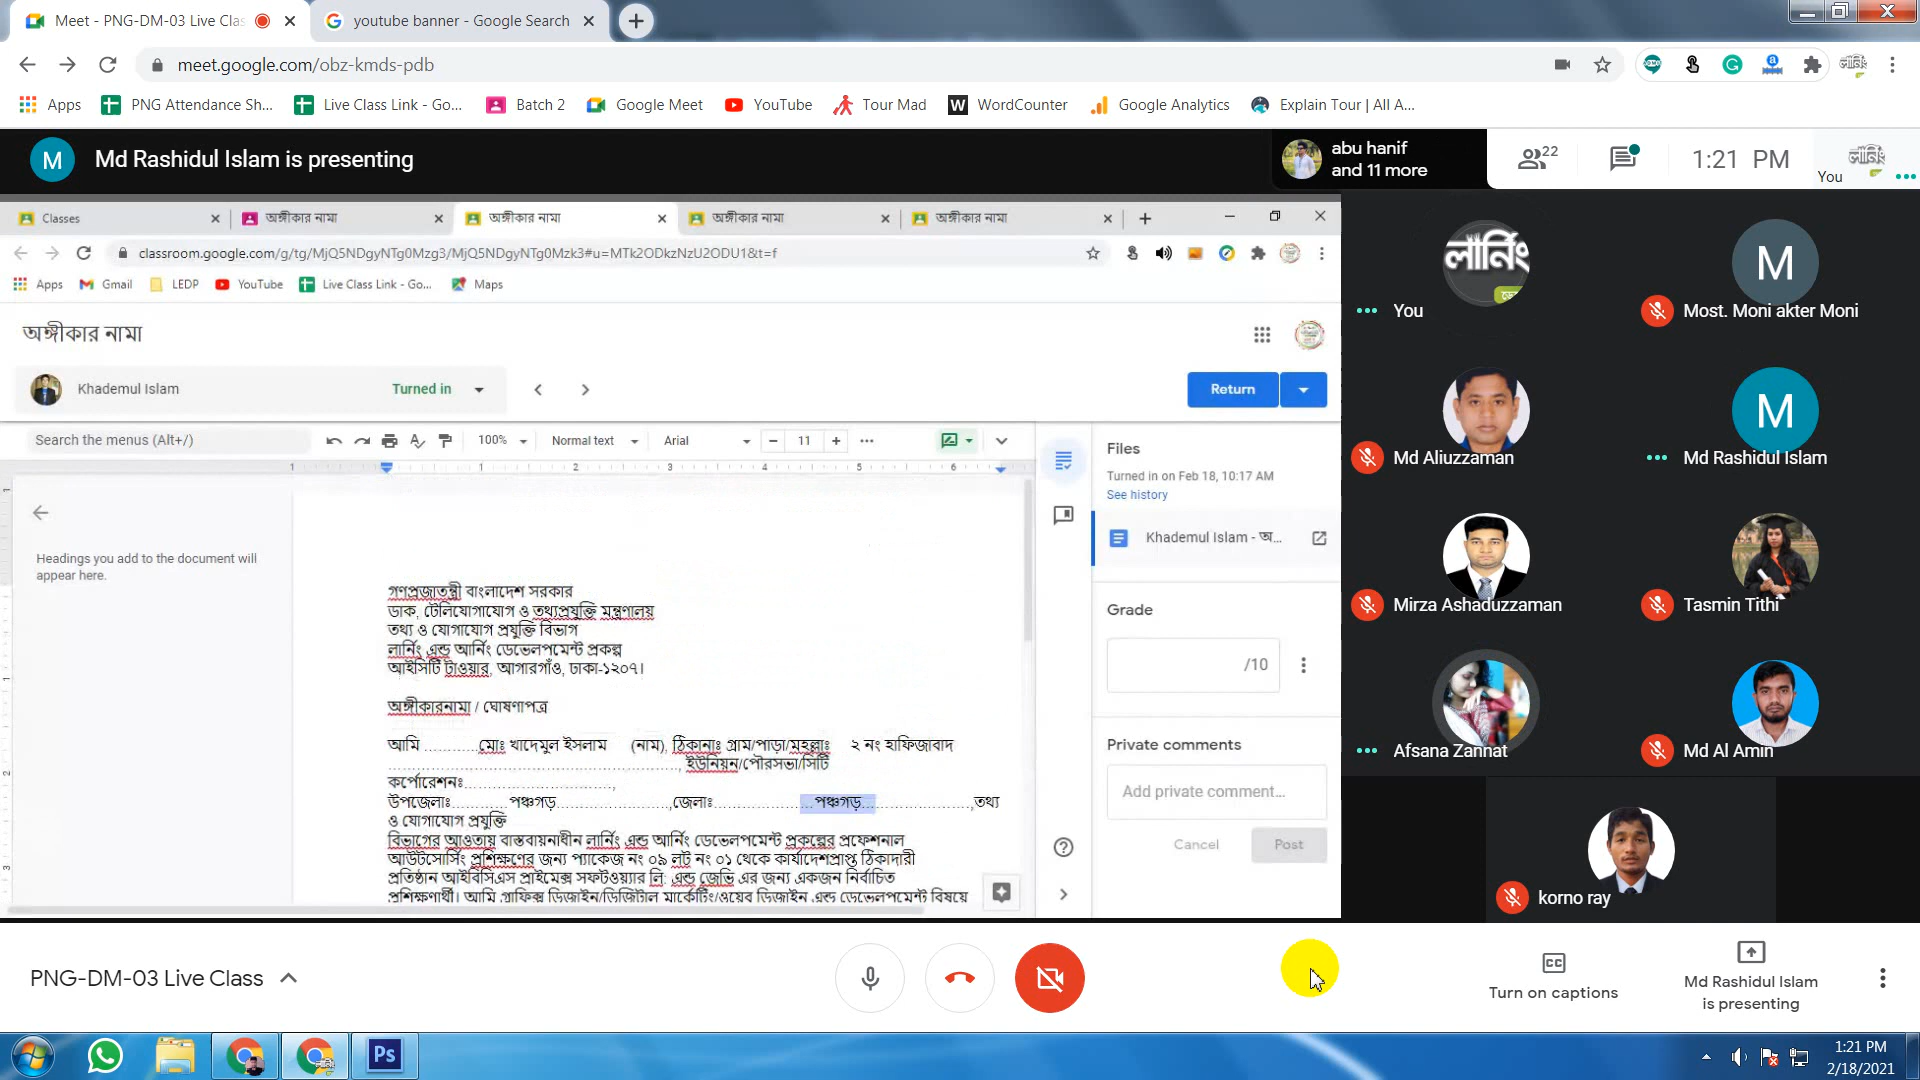 Meet - PNG-DM-03 Live Clas
youtube banner - Google Search
meet.google.com/obz-kmds-pdb
Apps
PNG Attendance Sh...
Live Class Link - Go...
Batch 2
Google Meet
YouTube
Tour Mad
WordCounter
Google Analytics
Explain Tour | All A...
M
Md Rashidul Islam is presenting
abu hanif
and 11 more
22
1:21 PM
লার্নিং
You
Classes
অঙ্গীকার নামা
অঙ্গীকার নামা
অঙ্গীকার নামা
অঙ্গীকার নামা
classroom.google.com/g/tg/MjQ5NDgyNTg0Mzg3/MjQ5NDgyNTg0Mzk3#u=MTk2ODkzNzU2ODU1&t=f
Apps
Gmail
LEDP
YouTube
Live Class Link - Go...
Maps
অঙ্গীকার নামা
Khademul Islam
Turned in
Return
Search the menus (Alt+/)
100%
Normal text
Arial
11
Headings you add to the document will
appear here.
গণপ্রজাতন্ত্রী বাংলাদেশ সরকার
ডাক, টেলিযোগাযোগ ও তথ্যপ্রযুক্তি মন্ত্রণালয়
তথ্য ও যোগাযোগ প্রযুক্তি বিভাগ
লার্নিং এন্ড আর্নিং ডেভেলপমেন্ট প্রকল্প
আইসিটি টাওয়ার, আগারগাঁও, ঢাকা-১২০৭।
অঙ্গীকারনামা / ঘোষণাপত্র
আমি ............মোঃ খাদেমুল ইসলাম (নাম), ঠিকানাঃ গ্রাম/পাড়া/মহল্লাঃ ২ নং হাফিজাবাদ
................................................................, ইউনিয়ন/পৌরসভা/সিটি
কর্পোরেশনঃ.................................,
উপজেলাঃ............পঞ্চগড়.........................,জেলাঃ......................পঞ্চগড়........................,তথ্য
ও যোগাযোগ প্রযুক্তি
বিভাগের আওতায় বাস্তবায়নাধীন লার্নিং এন্ড আর্নিং ডেভেলপমেন্ট প্রকল্পের প্রফেশনাল
আউটসোর্সিং প্রশিক্ষণের জন্য প্যাকেজ নং ০৯ লট নং ০১ থেকে কার্যাদেশপ্রাপ্ত ঠিকাদারী
প্রতিষ্ঠান আইবিসিএস প্রাইমেক্স সফটওয়্যার লি: এন্ড জেভি এর জন্য একজন নির্বাচিত
প্রশিক্ষণার্থী। আমি গ্রাফিক্স ডিজাইন/ডিজিটাল মার্কেটিং/ওয়েব ডিজাইন এন্ড ডেভেলপমেন্ট বিষয়ে
Files
Turned in on Feb 18, 10:17 AM
See history
Khademul Islam - অ...
Grade
/10
Private comments
Add private comment...
Cancel
Post
লার্নিং
You
M
Most. Moni akter Moni
Md Aliuzzaman
M
Md Rashidul Islam
Mirza Ashaduzzaman
Tasmin Tithi
Afsana Zannat
Md Al Amin
korno ray
PNG-DM-03 Live Class
Turn on captions
Md Rashidul Islam
is presenting
Ps
1:21 PM
2/18/2021